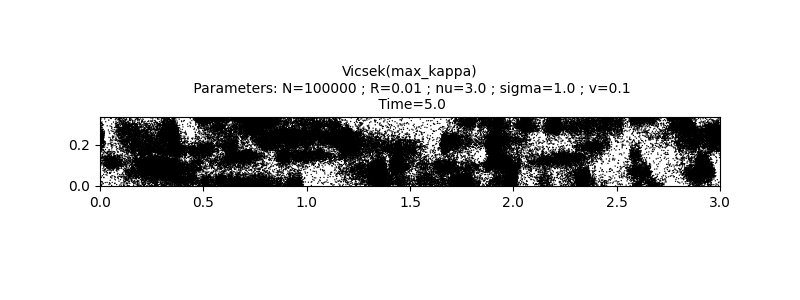 Vicsek(max_kappa)
Parameters: N=100000 ; R=0.01 ; nu=3.0 ; sigma=1.0 ; v=0.1
Time=5.0
0.2
0.0
0.0 0.5 1.0 1.5 2.0 2.5 3.0